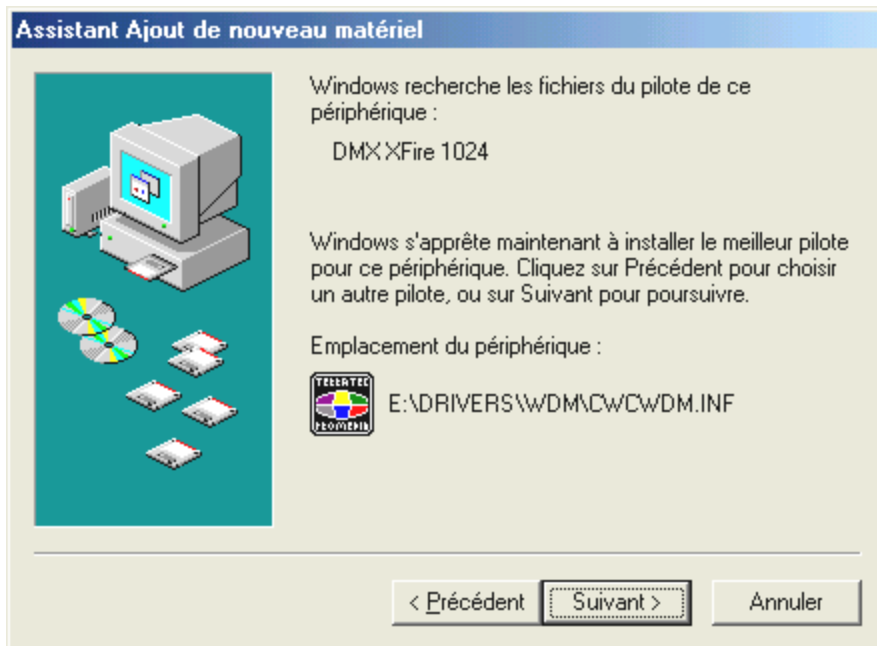 Assistant Ajout de nouveau matériel
Windows recherche les fichiers du pilote de ce
périphérique :
DMX XFire 1024
Windows s'apprête maintenant à installer le meilleur pilote
pour ce périphérique. Cliquez sur Précédent pour choisir
un autre pilote, ou sur Suivant pour poursuivre.
Emplacement du périphérique :
TERRATEC
PROMEDIA
E:\DRIVERS\WDM\CWCWDM.INF
< Précédent
Suivant >
Annuler